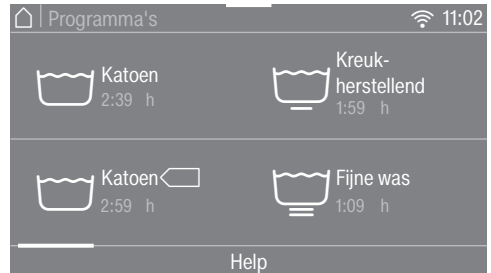 Programma's 11:02
Katoen
2:39 h
Kreuk-
herstellend
1:59 h
Katoen
2:59 h
Fijne was
1:09 h
Help